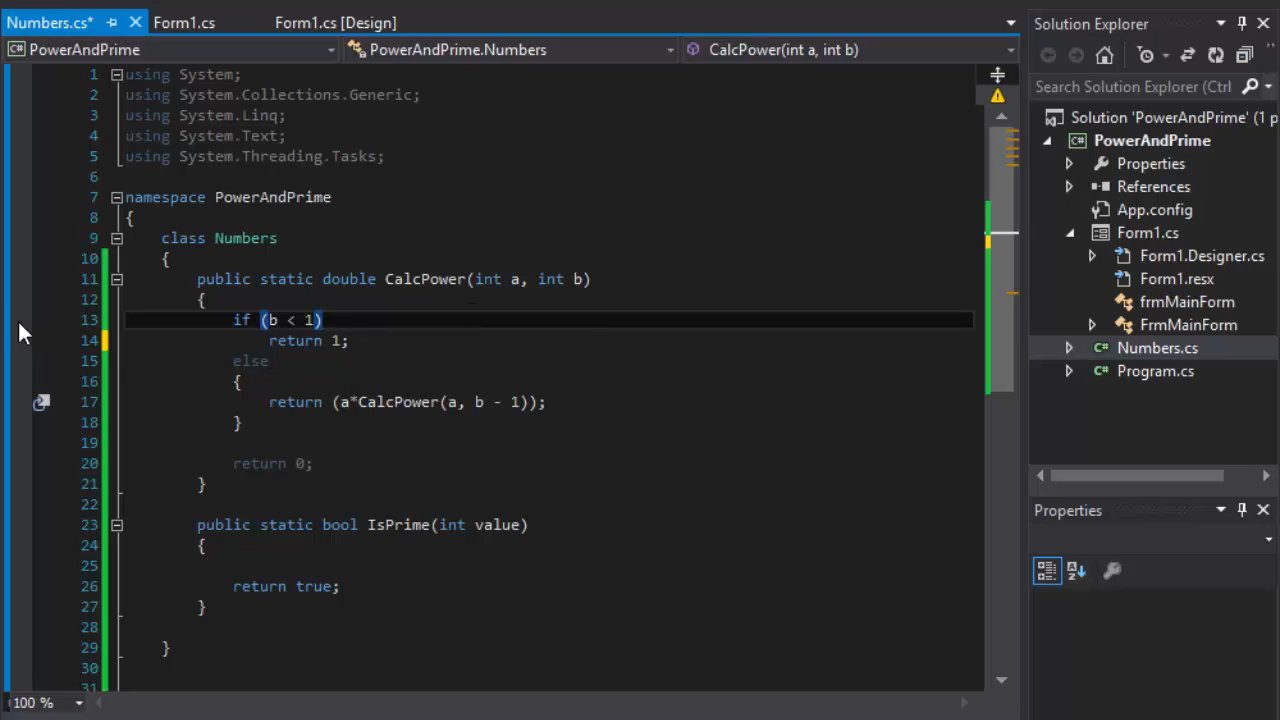 Numbers.cs*
Form1.cs
Form1.cs [Design]
PowerAndPrime
PowerAndPrime.Numbers
CalcPower(int a, int b)
1 using System;
2 using System.Collections.Generic;
3 using System.Linq;
4 using System.Text;
5 using System.Threading.Tasks;
6
7 namespace PowerAndPrime
8 {
9 class Numbers
10 {
11 public static double CalcPower(int a, int b)
12 {
13 if (b < 1)
14 return 1;
15 else
16 {
17 return (a*CalcPower(a, b - 1));
18 }
19
20 return 0;
21 }
22
23 public static bool IsPrime(int value)
24 {
25
26 return true;
27 }
28
29 }
30
31
100 %
Solution Explorer
Search Solution Explorer (Ctrl
Solution 'PowerAndPrime' (1 p
C# PowerAndPrime
Properties
References
App.config
Form1.cs
Form1.Designer.cs
Form1.resx
frmMainForm
FrmMainForm
C# Numbers.cs
C# Program.cs
Properties